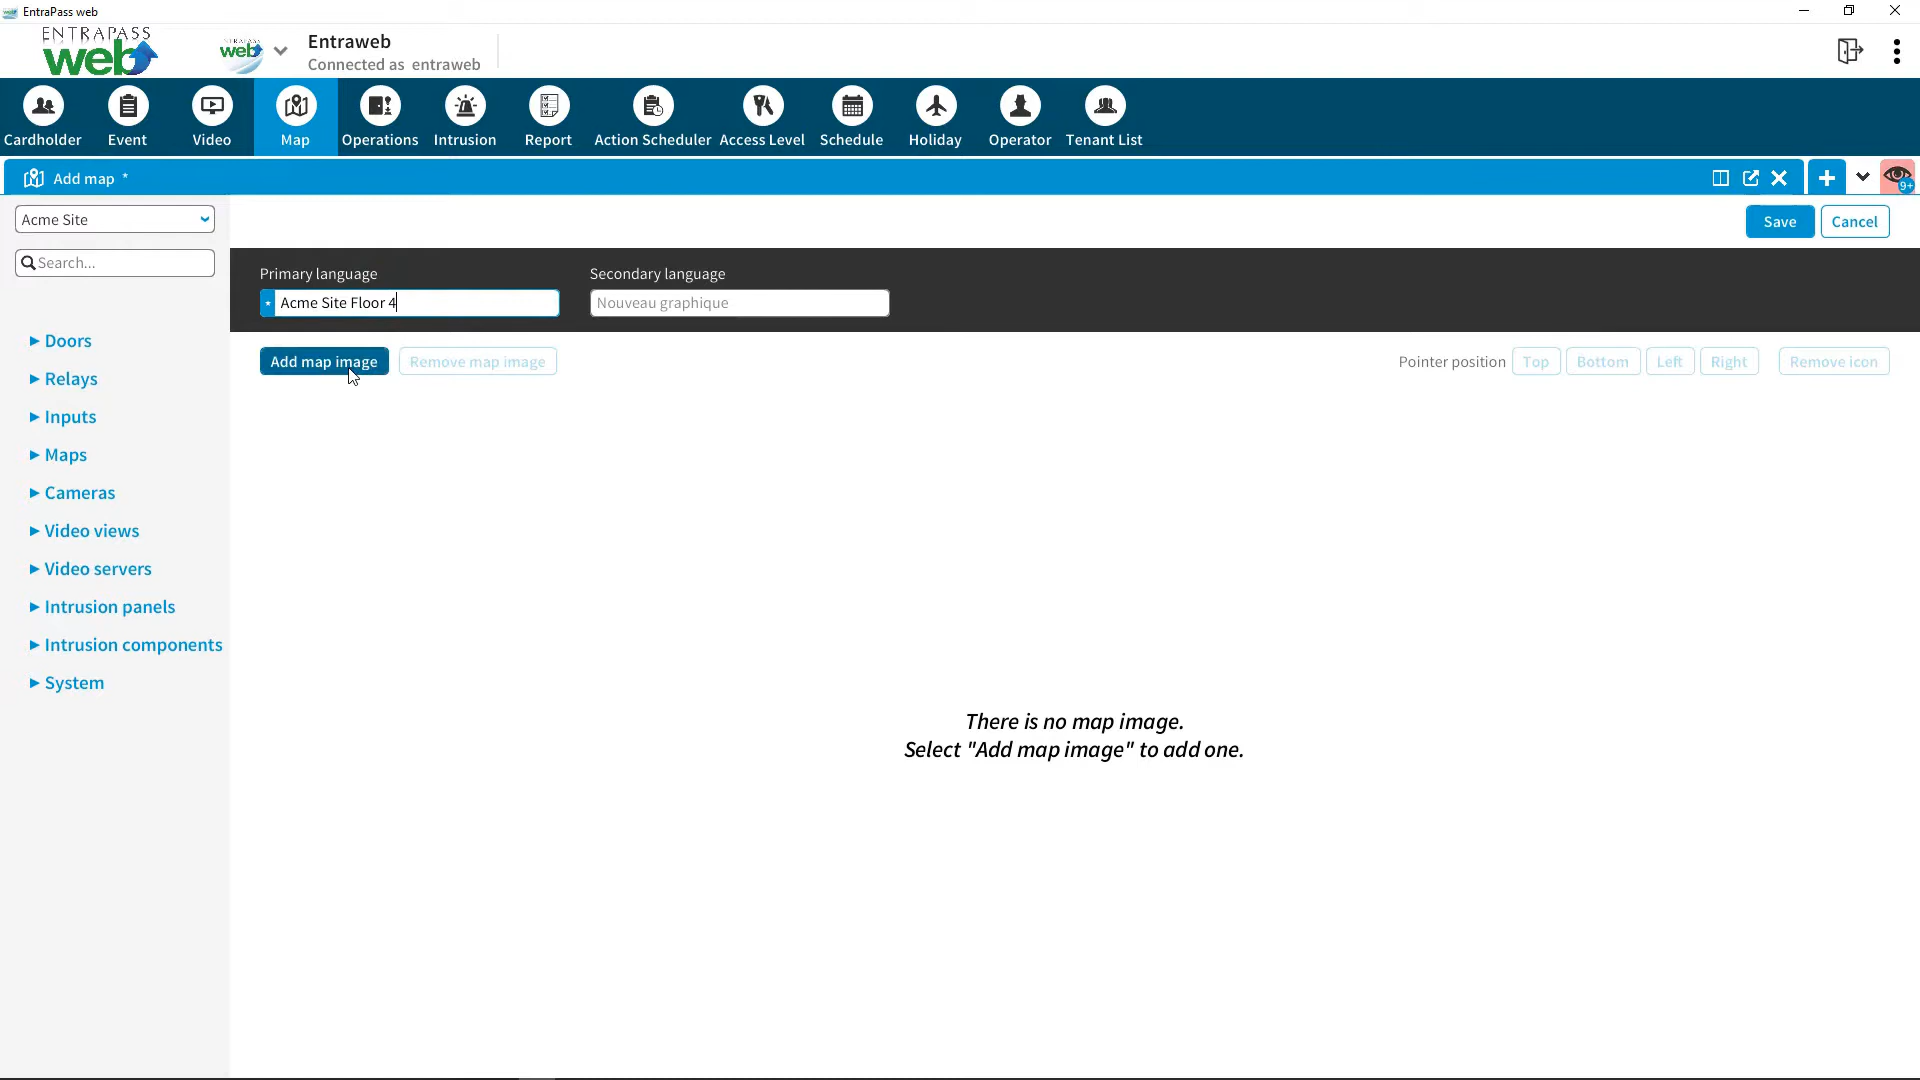 EntraPass web
ENTRAPASS
web
web
Entraweb
Connected as entraweb
Cardholder
Event
Video
Map
Operations
Intrusion
Report
Action Scheduler
Access Level
Schedule
Holiday
Operator
Tenant List
Add map *
9+
Acme Site
Save
Cancel
Search...
Primary language
Secondary language
* Acme Site Floor 4
Nouveau graphique
Add map image
Remove map image
Pointer position
Top
Bottom
Left
Right
Remove icon
Doors
Relays
Inputs
Maps
Cameras
Video views
Video servers
Intrusion panels
Intrusion components
System
There is no map image.
Select "Add map image" to add one.